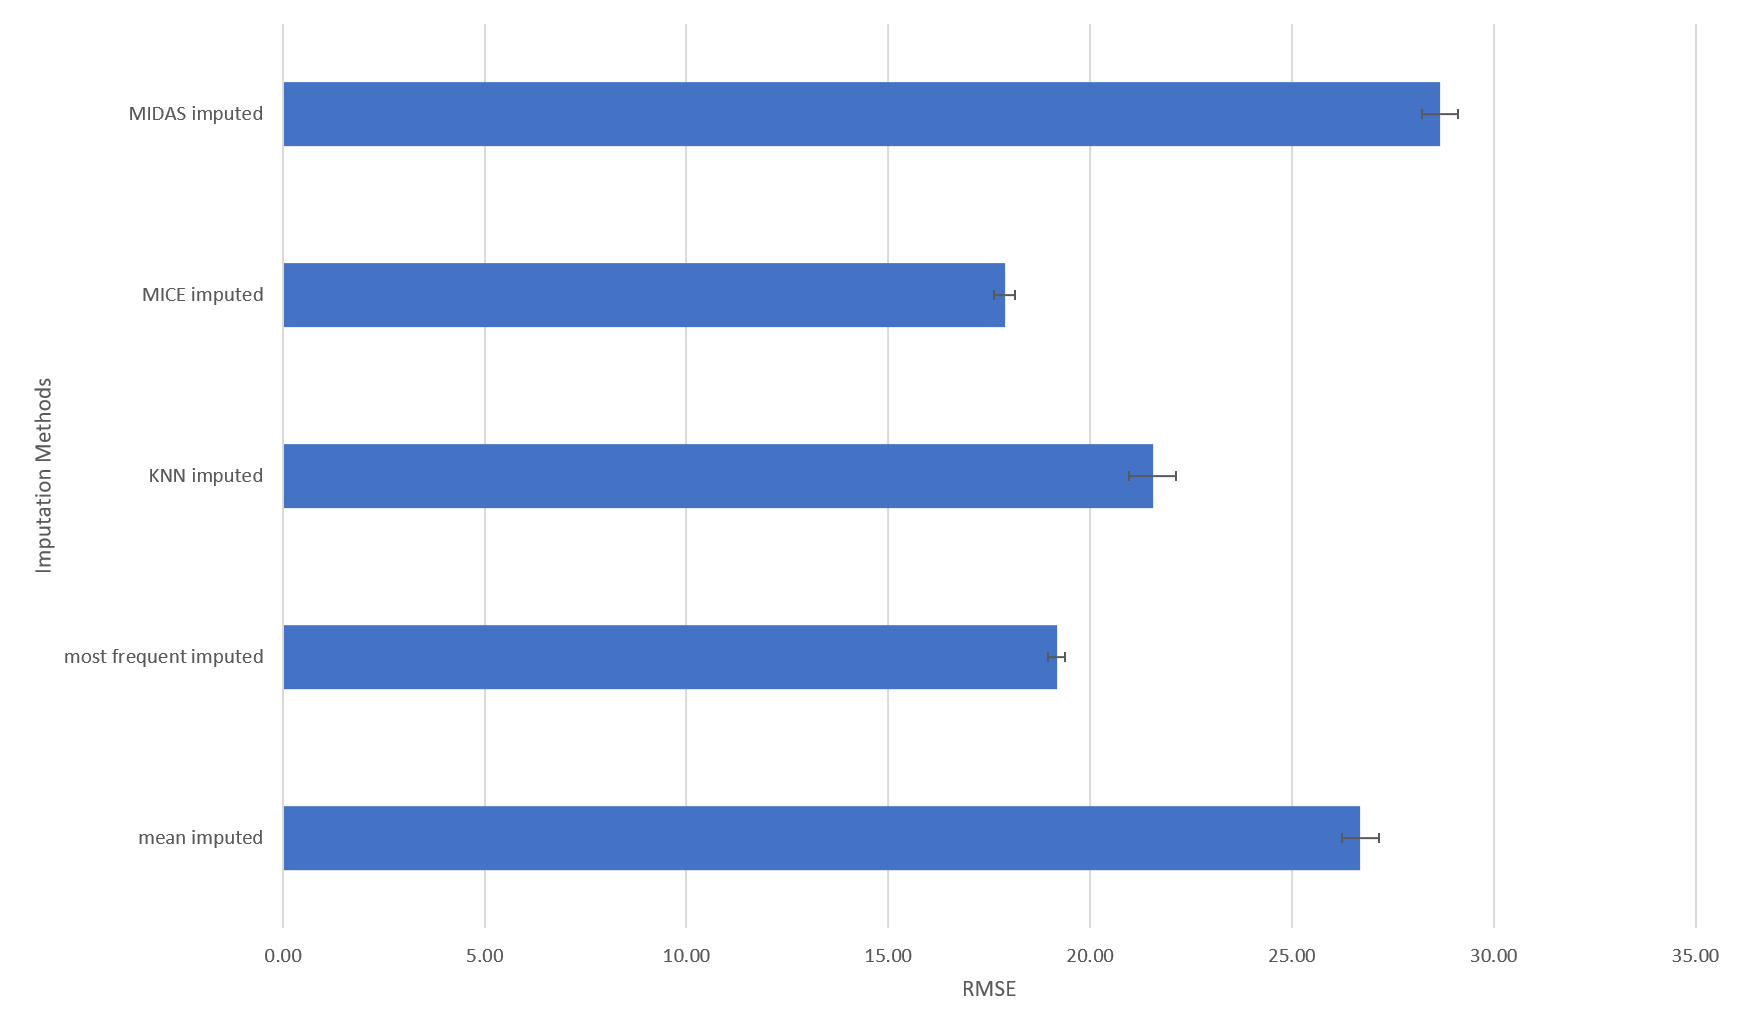 MIDAS imputed
MICE imputed
KNN imputed
most frequent imputed
mean imputed
Imputation Methods
0.00 5.00 10.00 15.00 20.00 25.00 30.00 35.00
RMSE